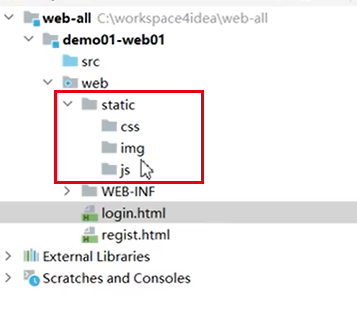 web-all C:\workspace4idea\web-all
demo01-web01
src
web
static
css
img
js
WEB-INF
login.html
regist.html
External Libraries
Scratches and Consoles